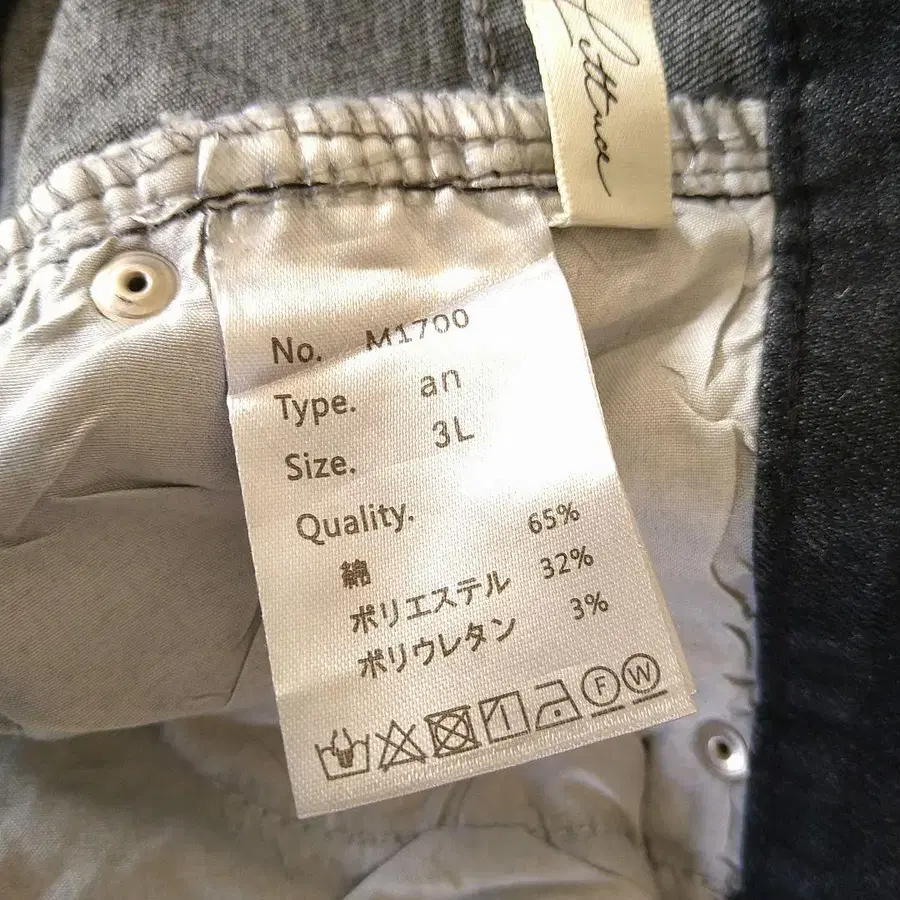 No. M1700
Type. an
Size. 3L
Quality.
綿 65%
ポリエステル 32%
ポリウレタン 3%
F W